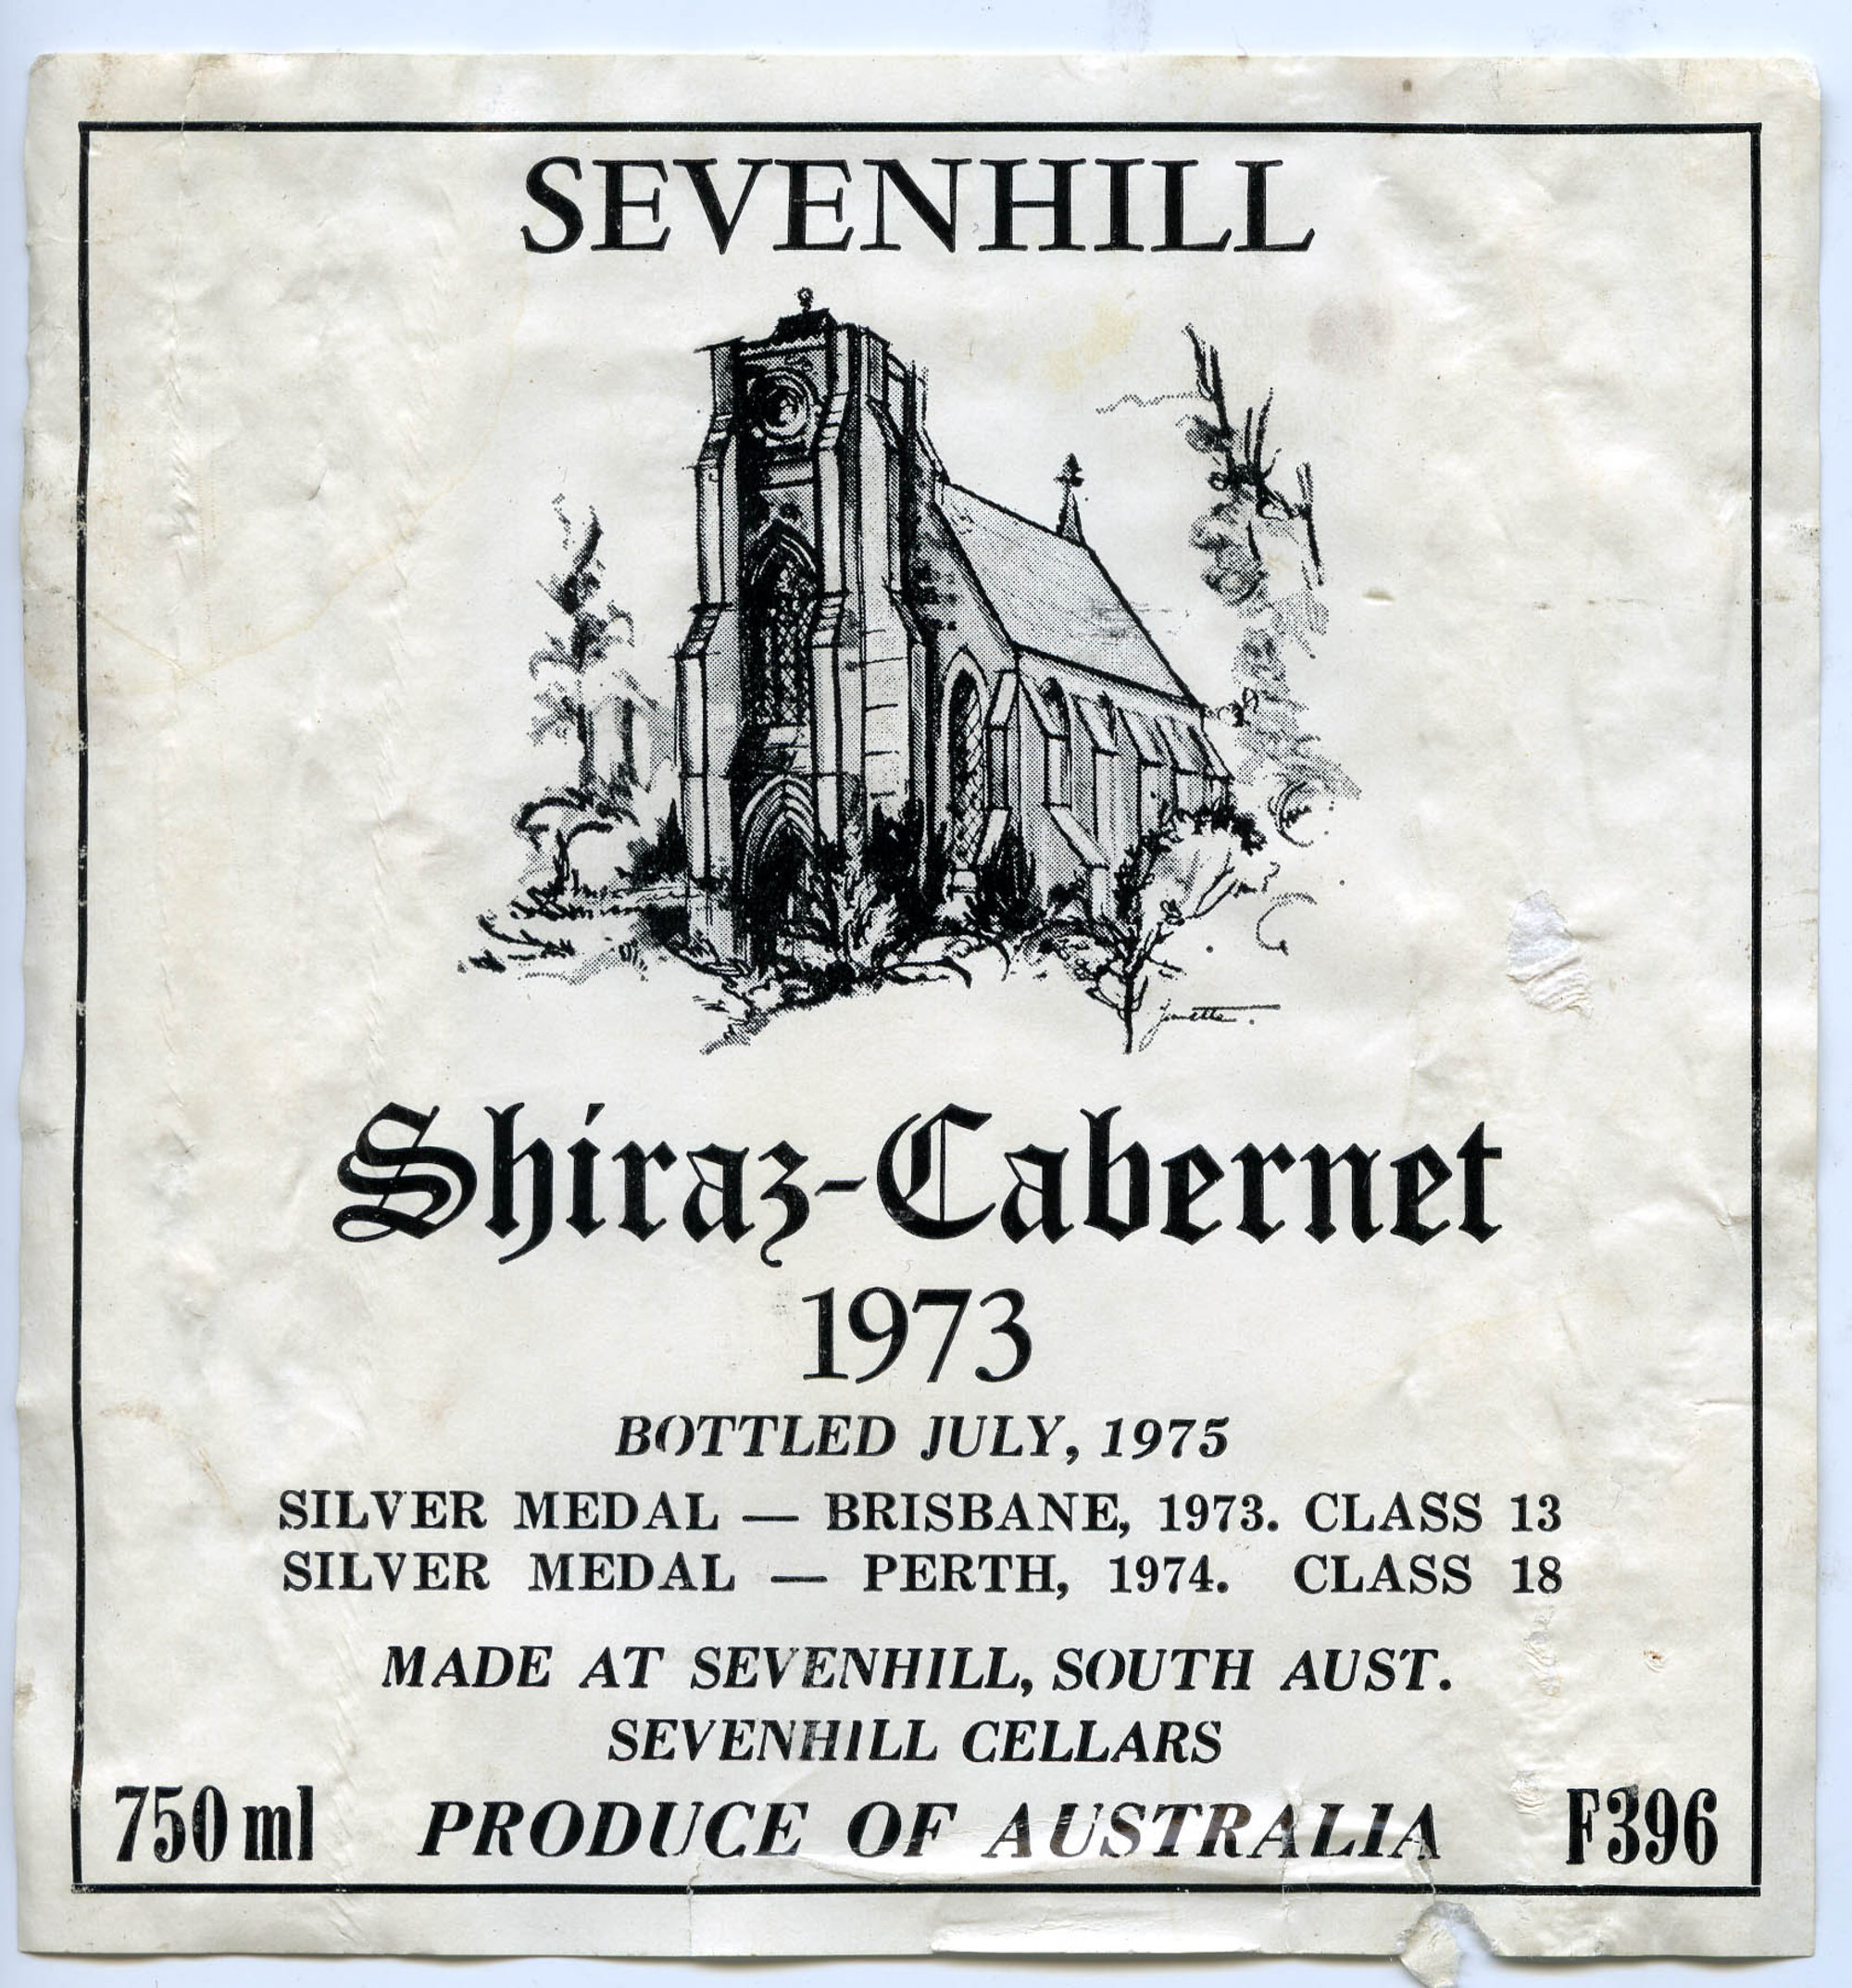 SEVENHILL
Shiraz-Cabernet
1973
BOTTLED JULY, 1975
SILVER MEDAL — BRISBANE, 1973. CLASS 13
SILVER MEDAL — PERTH, 1974. CLASS 18
MADE AT SEVENHILL, SOUTH AUST.
SEVENHILL CELLARS
750 ml PRODUCE OF AUSTRALIA F396